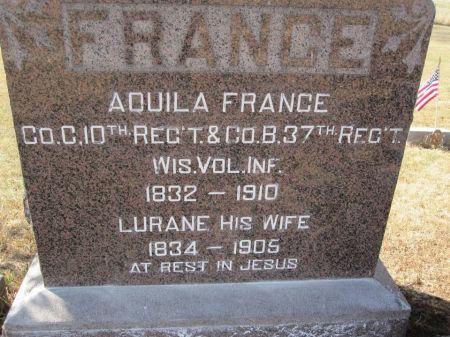 FRANCE
AQUILA FRANCE
CO.C,10TH REG'T.& CO.B,37TH REG'T.
WIS.VOL.INF.
1832 – 1910
LURANE HIS WIFE
1834 – 1905
AT REST IN JESUS